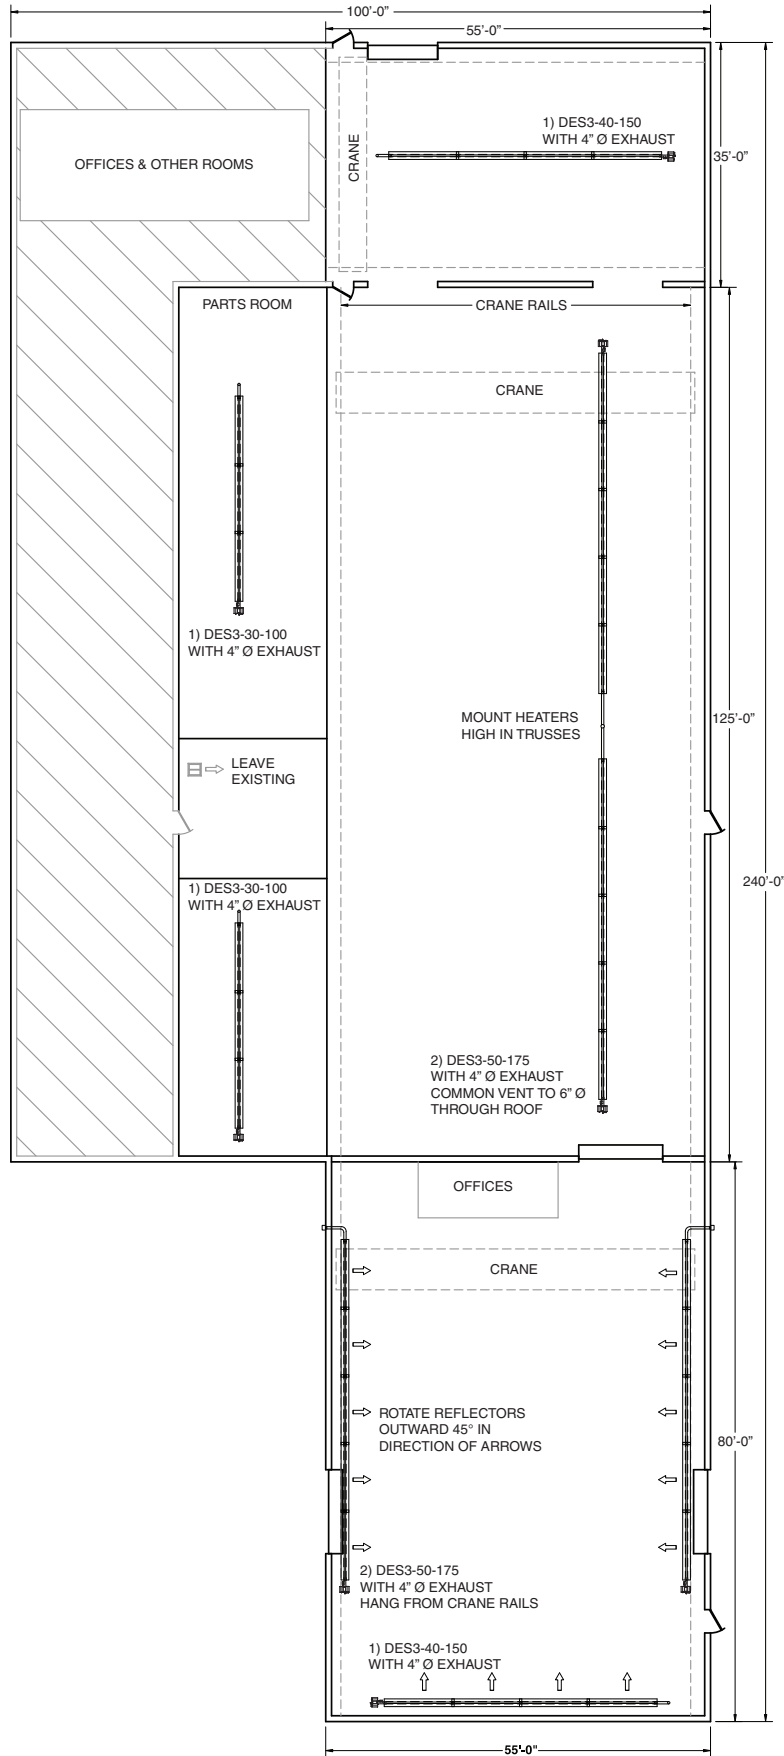 100'-0"
55'-0"
1) DES3-40-150
WITH 4" Ø EXHAUST
CRANE
OFFICES & OTHER ROOMS
35'-0"
PARTS ROOM
CRANE RAILS
CRANE
1) DES3-30-100
WITH 4" Ø EXHAUST
MOUNT HEATERS
HIGH IN TRUSSES
125'-0"
LEAVE
EXISTING
240'-0"
1) DES3-30-100
WITH 4" Ø EXHAUST
2) DES3-50-175
WITH 4" Ø EXHAUST
COMMON VENT TO 6" Ø
THROUGH ROOF
OFFICES
CRANE
ROTATE REFLECTORS
OUTWARD 45° IN
DIRECTION OF ARROWS
80'-0"
2) DES3-50-175
WITH 4" Ø EXHAUST
HANG FROM CRANE RAILS
1) DES3-40-150
WITH 4" Ø EXHAUST
55'-0"